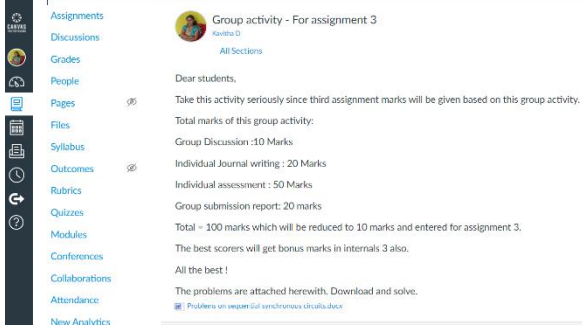 CANVAS
Assignments
Discussions
Grades
People
Pages
Files
Syllabus
Outcomes
Rubrics
Quizzes
Modules
Conferences
Collaborations
Attendance
New Analytics
Group activity - For assignment 3
Kavitha D
All Sections
Dear students,
Take this activity seriously since third assignment marks will be given based on this group activity.
Total marks of this group activity:
Group Discussion :10 Marks
Individual Journal writing : 20 Marks
Individual assessment : 50 Marks
Group submission report: 20 marks
Total = 100 marks which will be reduced to 10 marks and entered for assignment 3.
The best scorers will get bonus marks in internals 3 also.
All the best !
The problems are attached herewith. Download and solve.
Problems on sequential synchronous circuits.docx